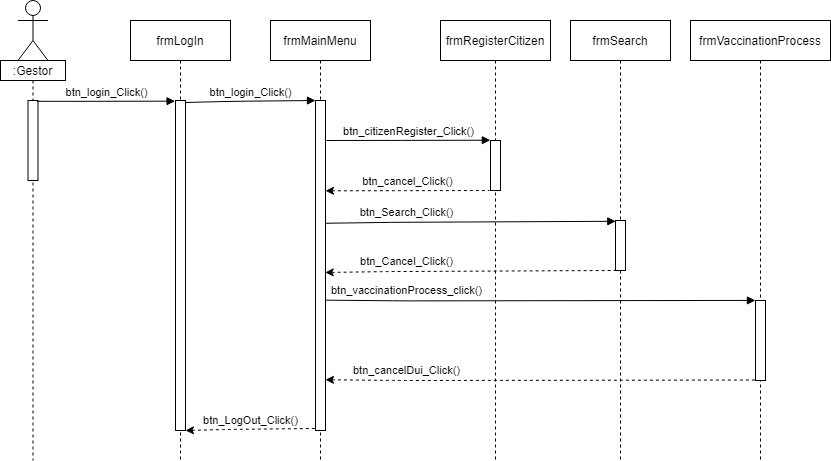 frmLogIn
frmMainMenu
frmRegisterCitizen
frmSearch
frmVaccinationProcess
:Gestor
btn_login_Click()
btn_login_Click()
btn_citizenRegister_Click()
btn_cancel_Click()
btn_Search_Click()
btn_Cancel_Click()
btn_vaccinationProcess_click()
btn_cancelDui_Click()
btn_LogOut_Click()